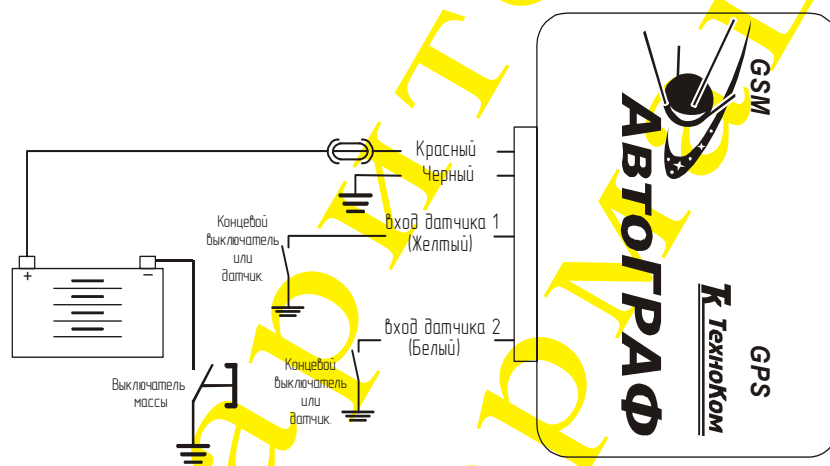 Красный
Черный
вход датчика 1
(Желтый)
Концевой
выключатель
или
датчик.
+
−
вход датчика 2
(Белый)
Концевой
выключатель
или
датчик.
Выключатель
массы
GSM
АвтоГРАФ
GPS
ТК ТехноКом